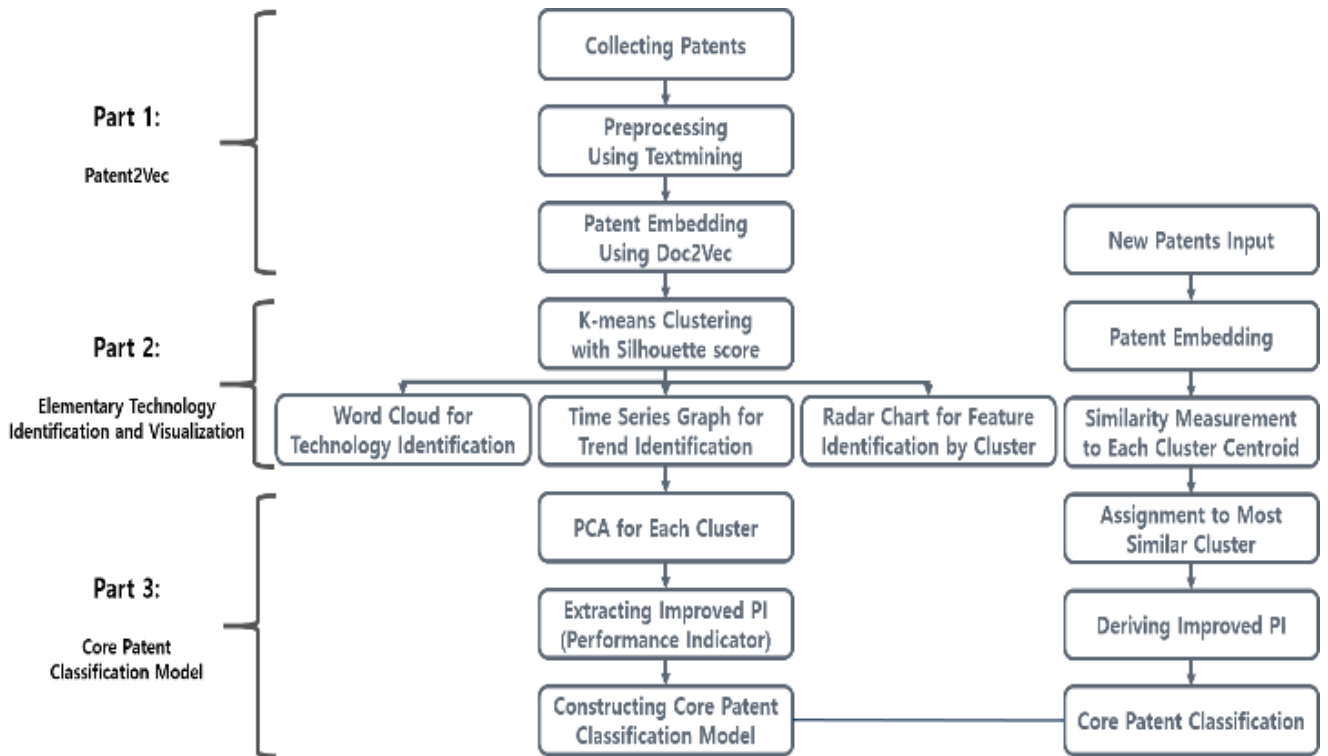 Part 1:
Patent2Vec
Part 2:
Elementary Technology
Identification and Visualization
Part 3:
Core Patent
Classification Model
Collecting Patents
Preprocessing
Using Textmining
Patent Embedding
Using Doc2Vec
K-means Clustering
with Silhouette score
Word Cloud for
Technology Identification
Time Series Graph for
Trend Identification
Radar Chart for Feature
Identification by Cluster
PCA for Each Cluster
Extracting Improved PI
(Performance Indicator)
Constructing Core Patent
Classification Model
New Patents Input
Patent Embedding
Similarity Measurement
to Each Cluster Centroid
Assignment to Most
Similar Cluster
Deriving Improved PI
Core Patent Classification